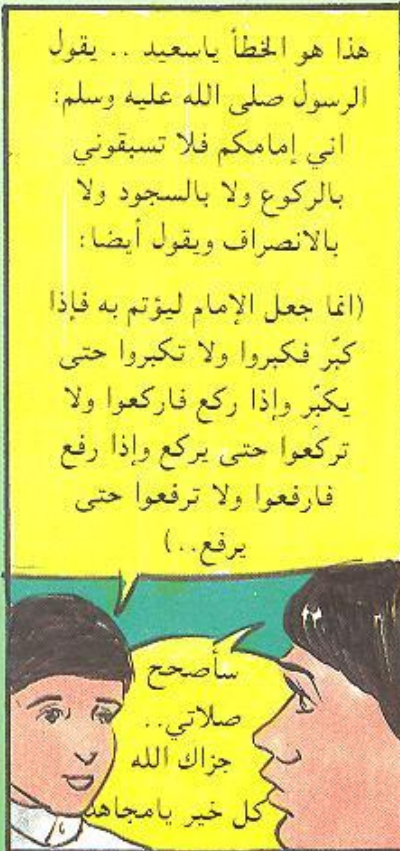 هذا هو الخطأ ياسعيد .. يقول
الرسول صلى الله عليه وسلم:
اني إمامكم فلا تسبقوني
بالركوع ولا بالسجود ولا
بالانصراف ويقول أيضا:
(انما جعل الإمام ليؤتم به فإذا
كبّر فكبروا ولا تكبروا حتى
يكبّر وإذا ركع فاركعوا ولا
تركعوا حتى يركع وإذا رفع
فارفعوا ولا ترفعوا حتى
يرفع..)
سأصحح
صلاتي..
جزاك الله
كل خير يامجاهد